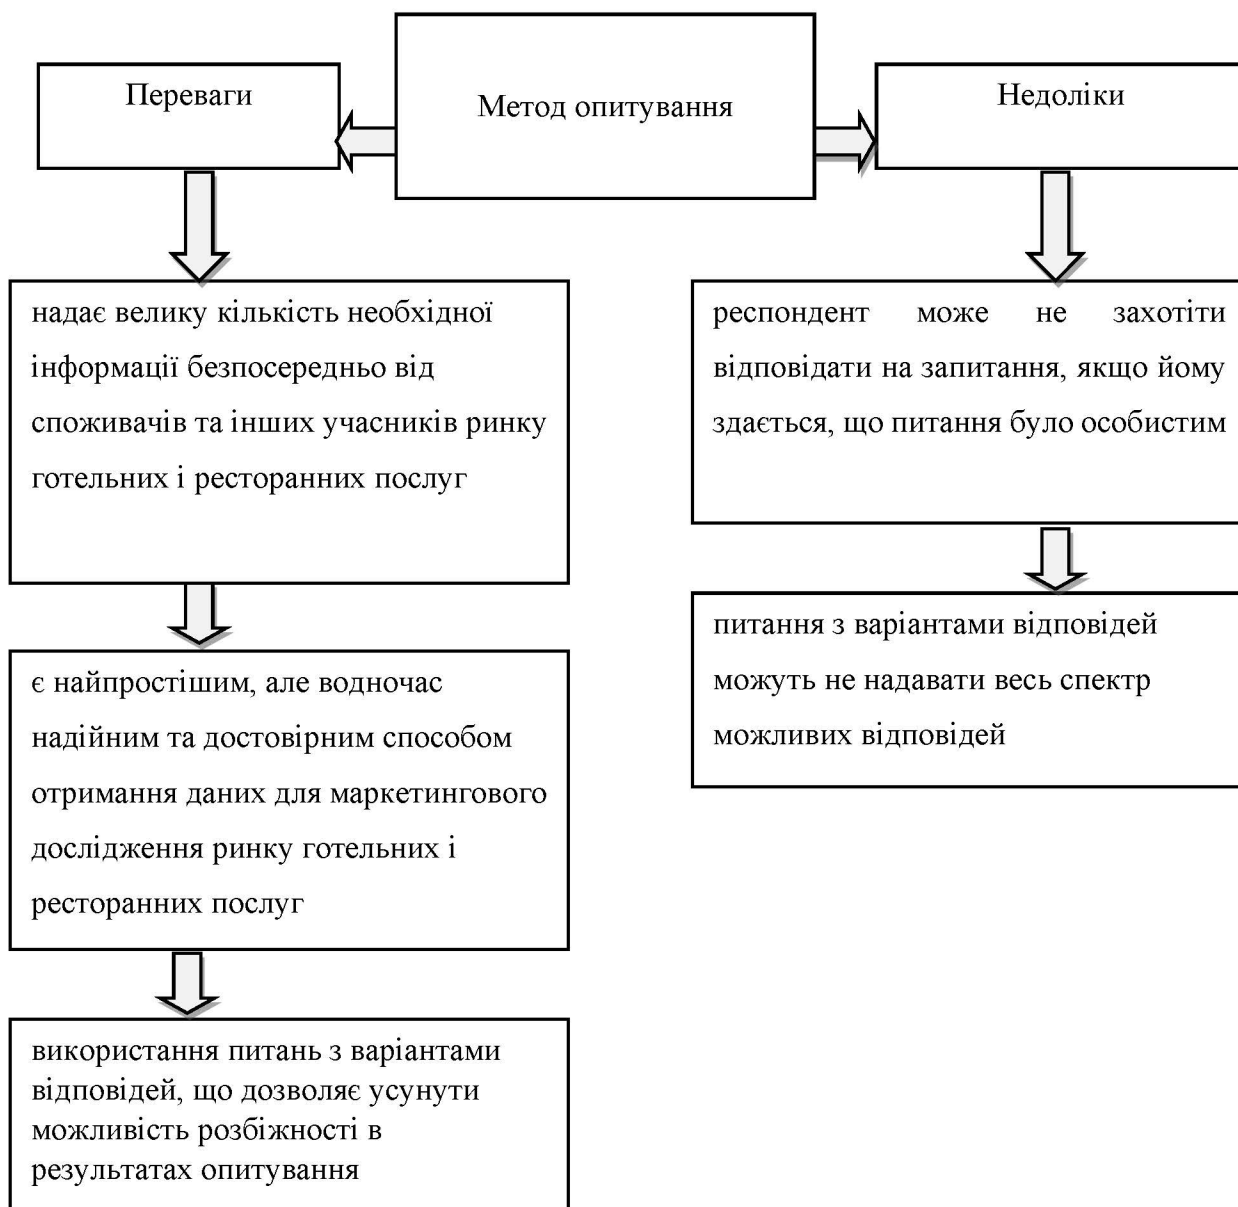 Переваги
Метод опитування
Недоліки
надає велику кількість необхідної
інформації безпосередньо від
споживачів та інших учасників ринку
готельних і ресторанних послуг
є найпростішим, але водночас
надійним та достовірним способом
отримання даних для маркетингового
дослідження ринку готельних і
ресторанних послуг
використання питань з варіантами
відповідей, що дозволяє усунути
можливість розбіжності в
результатах опитування
респондент може не захотіти
відповідати на запитання, якщо йому
здається, що питання було особистим
питання з варіантами відповідей
можуть не надавати весь спектр
можливих відповідей